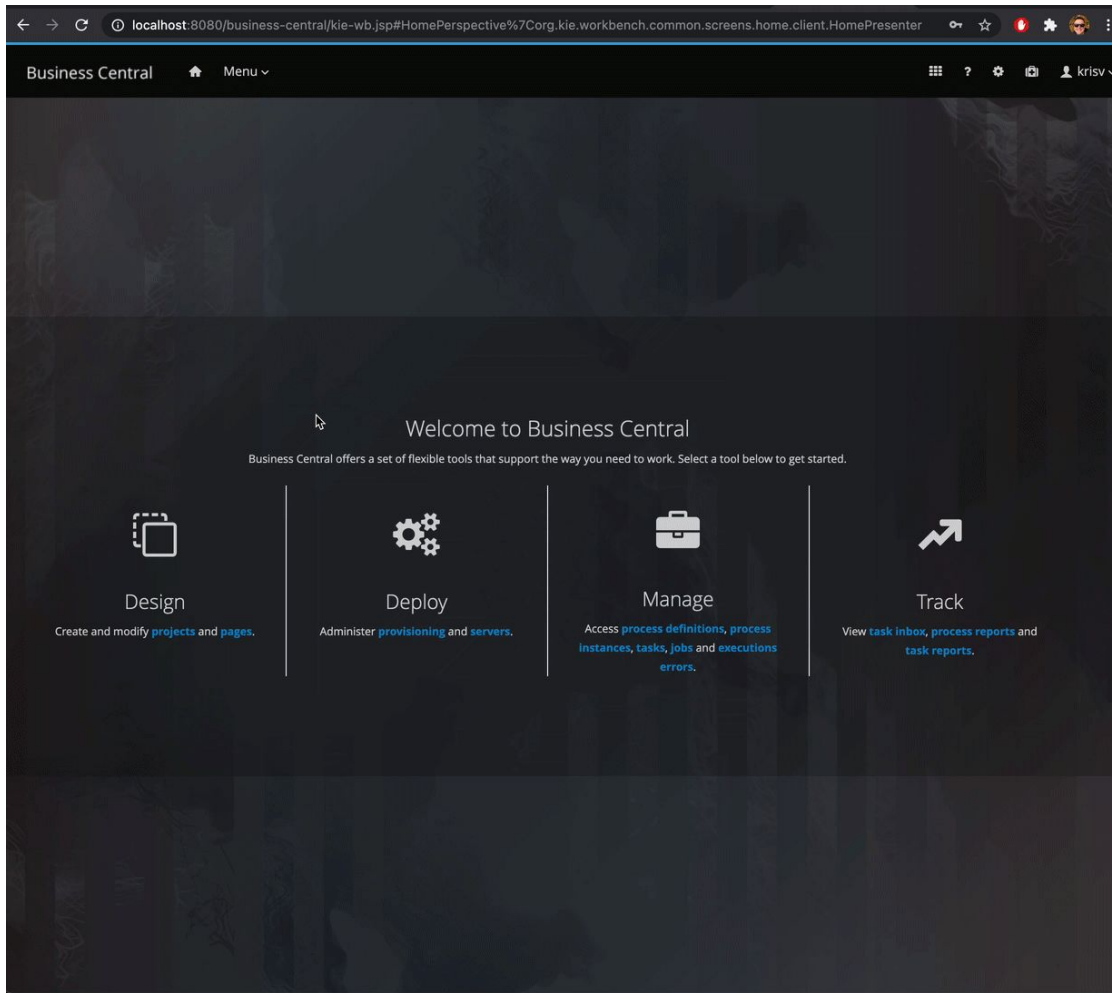 localhost:8080/business-central/kie-wb.jsp#HomePerspective%7Corg.kie.workbench.common.screens.home.client.HomePresenter
Business Central Menu ? krisv
Welcome to Business Central
Business Central offers a set of flexible tools that support the way you need to work. Select a tool below to get started.
Design
Create and modify projects and pages.
Deploy
Administer provisioning and servers.
Manage
Access process definitions, process
instances, tasks, jobs and executions
errors.
Track
View task inbox, process reports and
task reports.